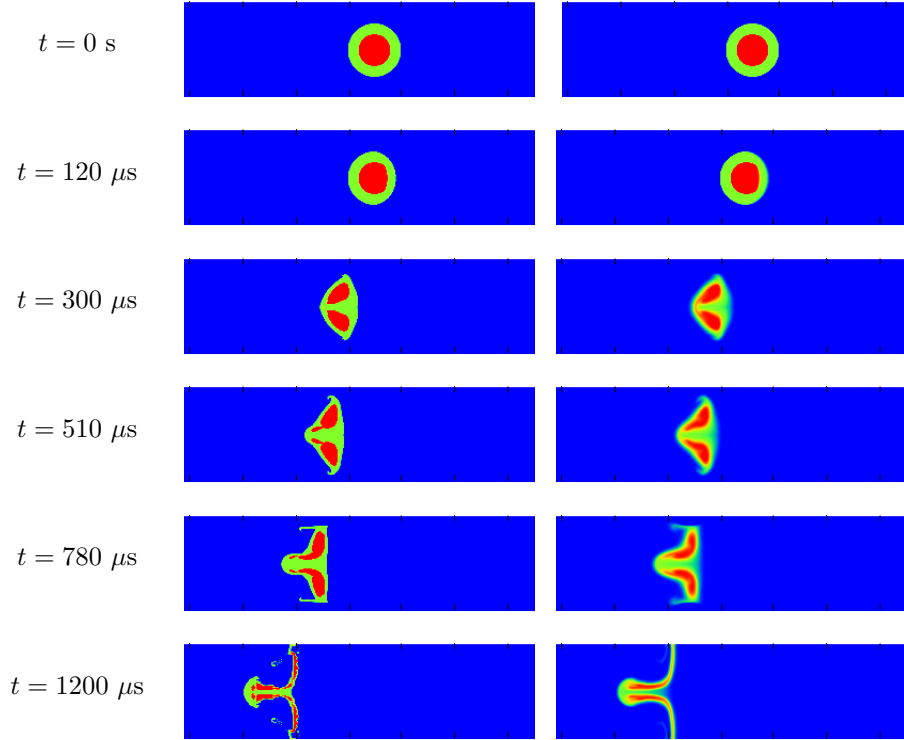 t = 0 s
t = 120 μs
t = 300 μs
t = 510 μs
t = 780 μs
t = 1200 μs